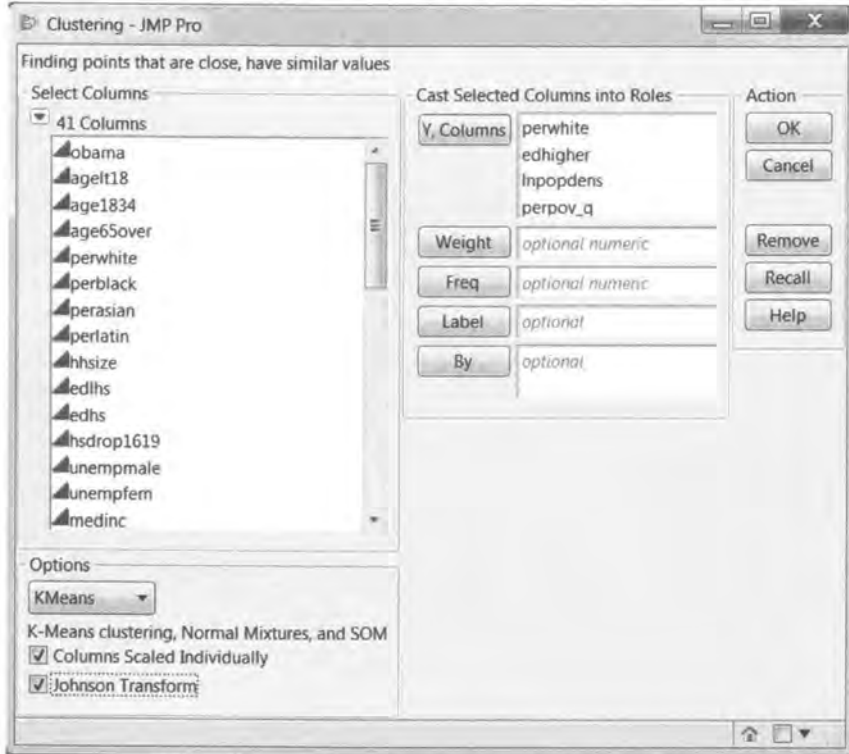 Clustering - JMP Pro
Finding points that are close, have similar values
Select Columns
41 Columns
obama
agelt18
age1834
age65over
perwhite
perblack
perasian
perlatin
hhsize
edlhs
edhs
hsdrop1619
unempmale
unempfem
medinc
Options
KMeans
K-Means clustering, Normal Mixtures, and SOM
Columns Scaled Individually
Johnson Transform
Cast Selected Columns into Roles
Y, Columns
perwhite
edhigher
lnpopdens
perpov_q
Weight
optional numeric
Freq
optional numeric
Label
optional
By
optional
Action
OK
Cancel
Remove
Recall
Help